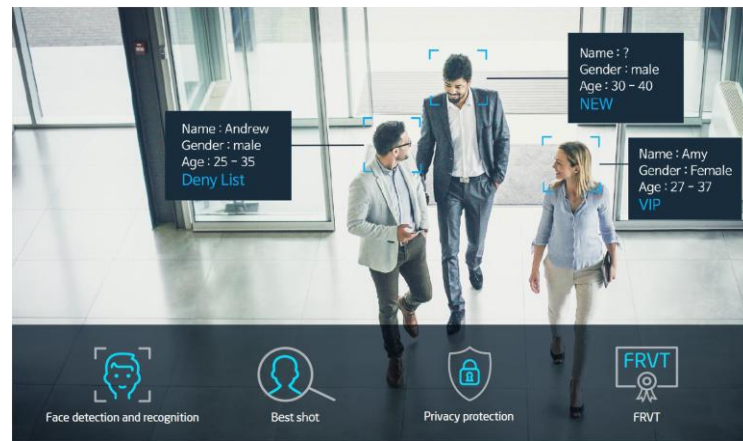 Name : ?
Gender : male
Age : 30 - 40
NEW
Name : Andrew
Gender : male
Age : 25 - 35
Deny List
Name : Amy
Gender : Female
Age : 27 - 37
VIP
FRVT
Face detection and recognition
Best shot
Privacy protection
FRVT